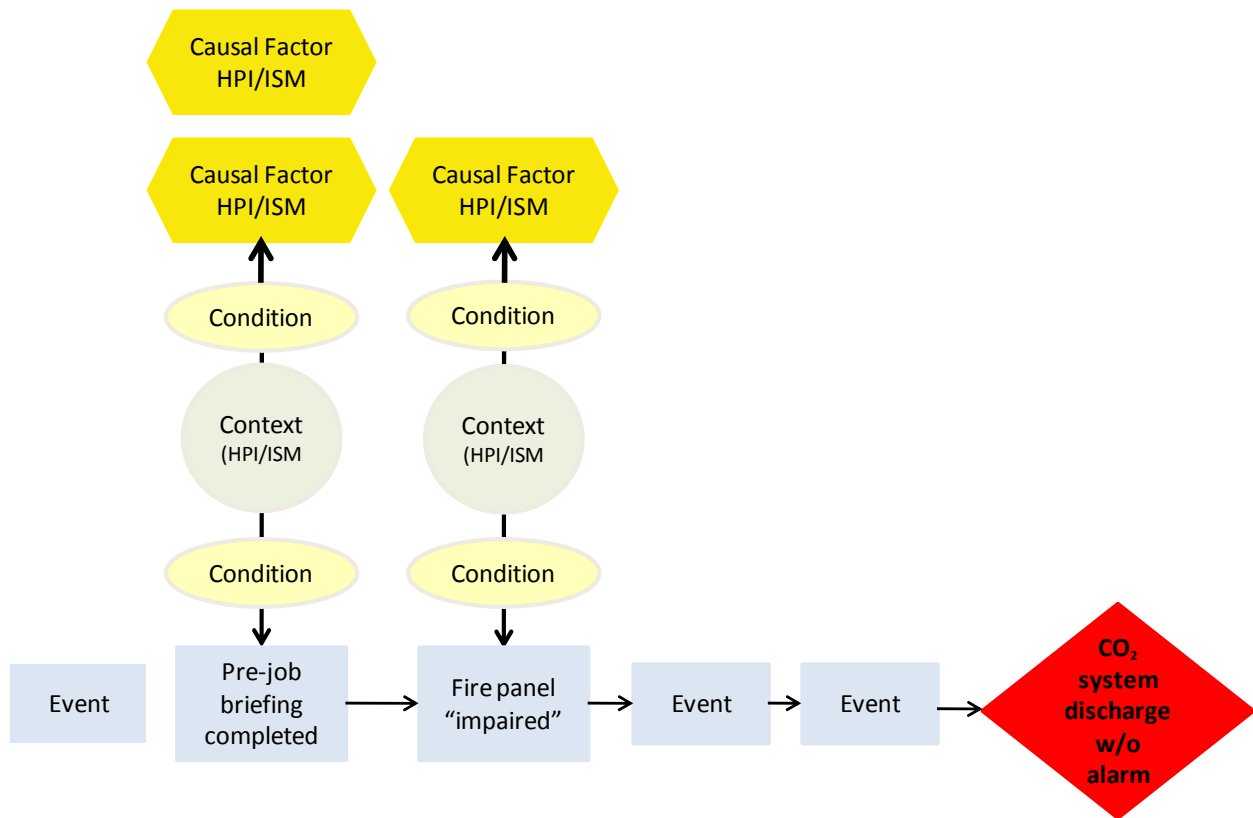 Causal Factor
HPI/ISM
Causal Factor
HPI/ISM
Causal Factor
HPI/ISM
Condition
Condition
Context
(HPI/ISM
Context
(HPI/ISM
Condition
Condition
Event
Pre-job
briefing
completed
Fire panel
“impaired”
Event
Event
CO₂
system
discharge
w/o
alarm